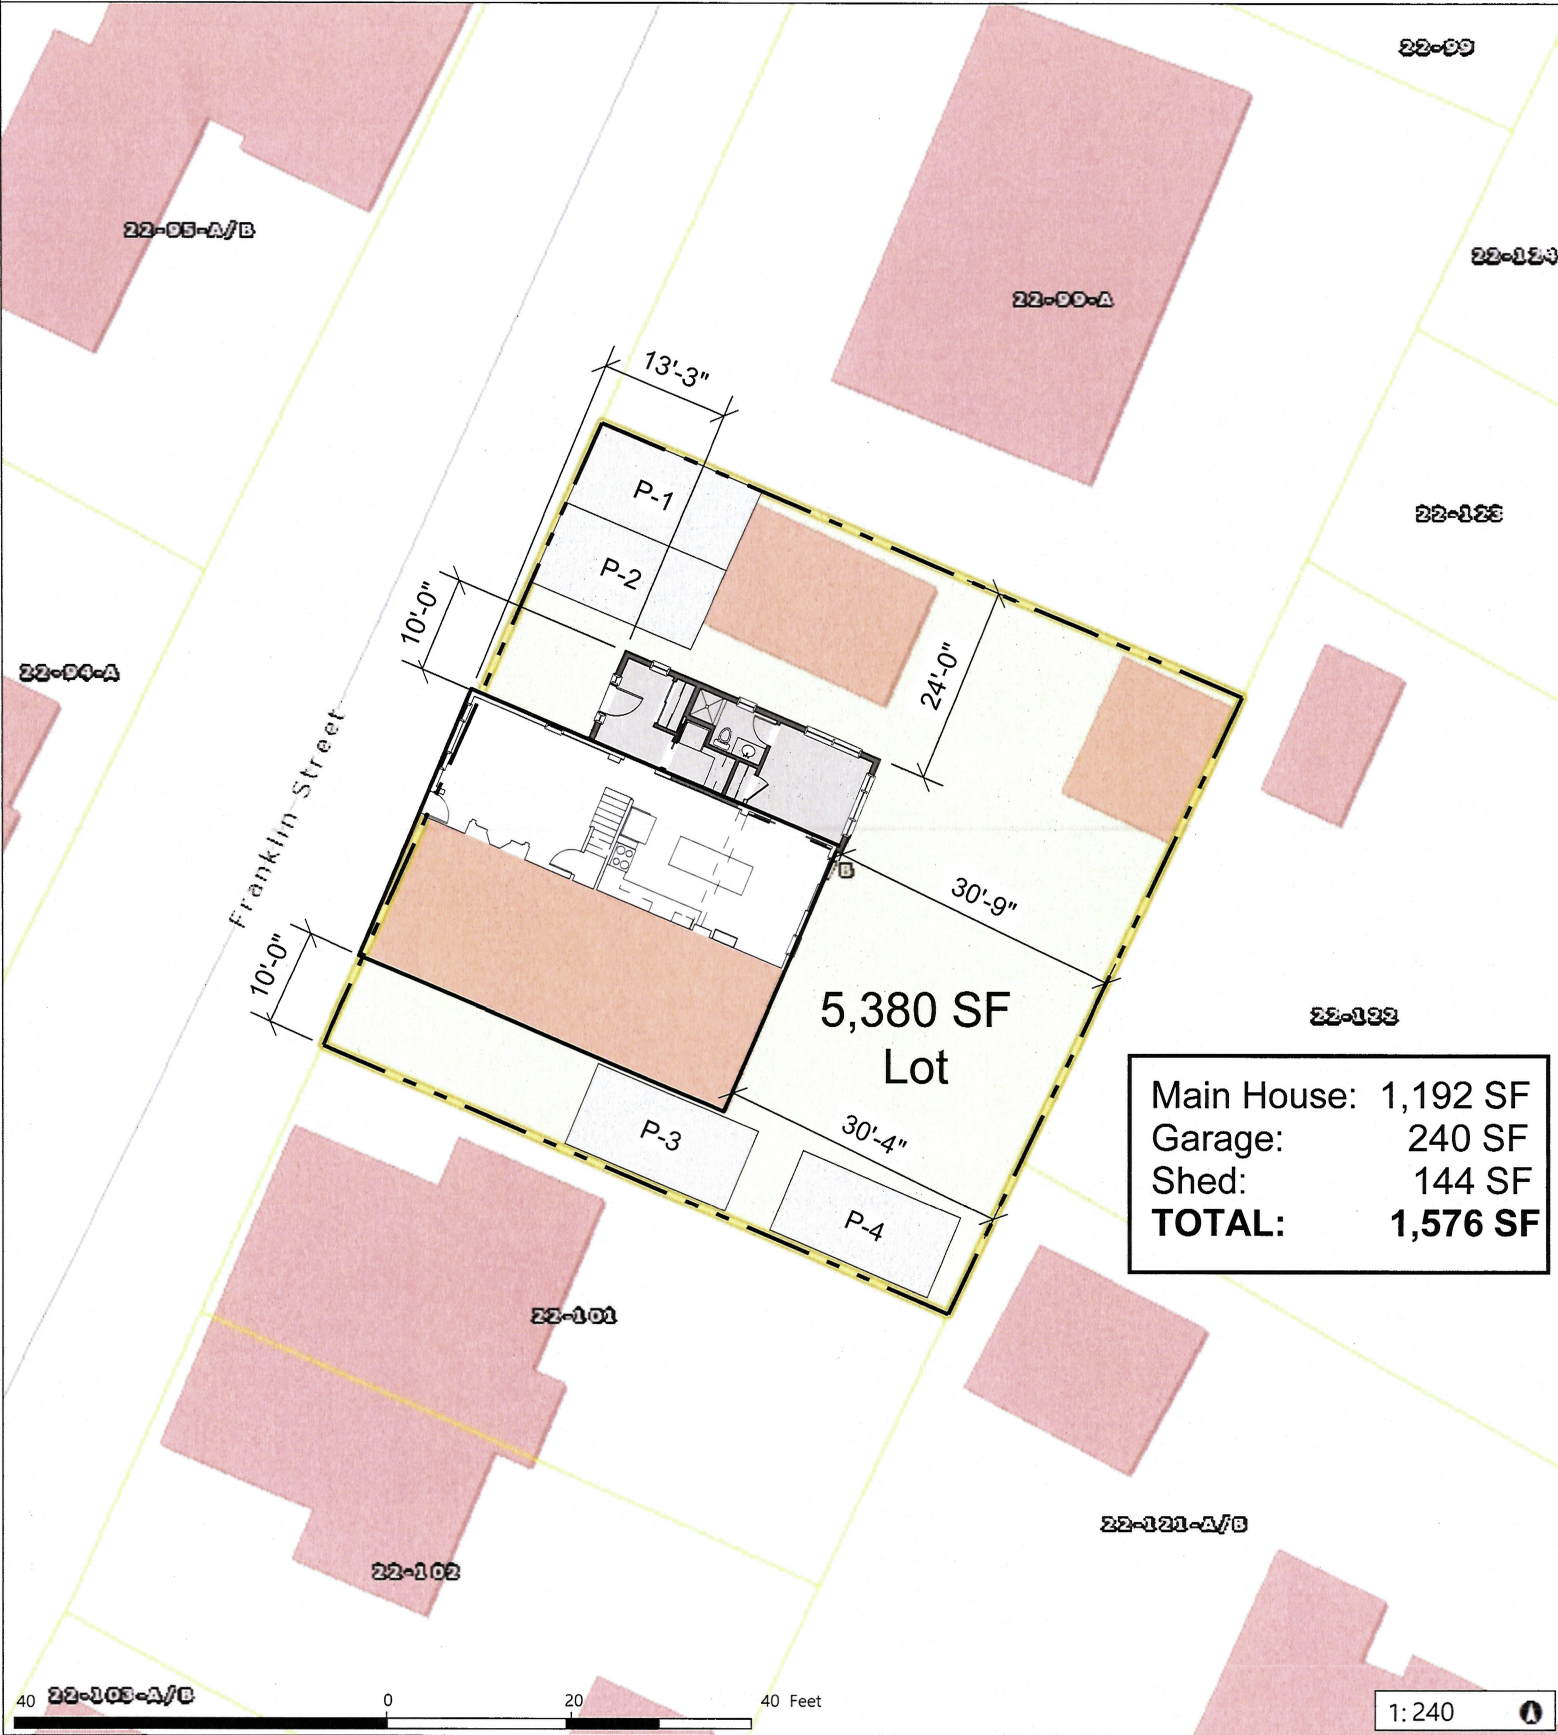 22-99
22-95-A/B
22-124
22-99-A
13'-3"
P-1
22-123
P-2
10'-0"
22-94-A
24'-0"
Franklin Street
/B
30'-9"
10'-0"
5,380 SF
Lot
22-122
Main House: 1,192 SF
Garage: 240 SF
Shed: 144 SF
TOTAL: 1,576 SF
P-3
30'-4"
P-4
22-101
22-121-A/B
22-102
22-103-A/B
40 0 20 40 Feet
1: 240